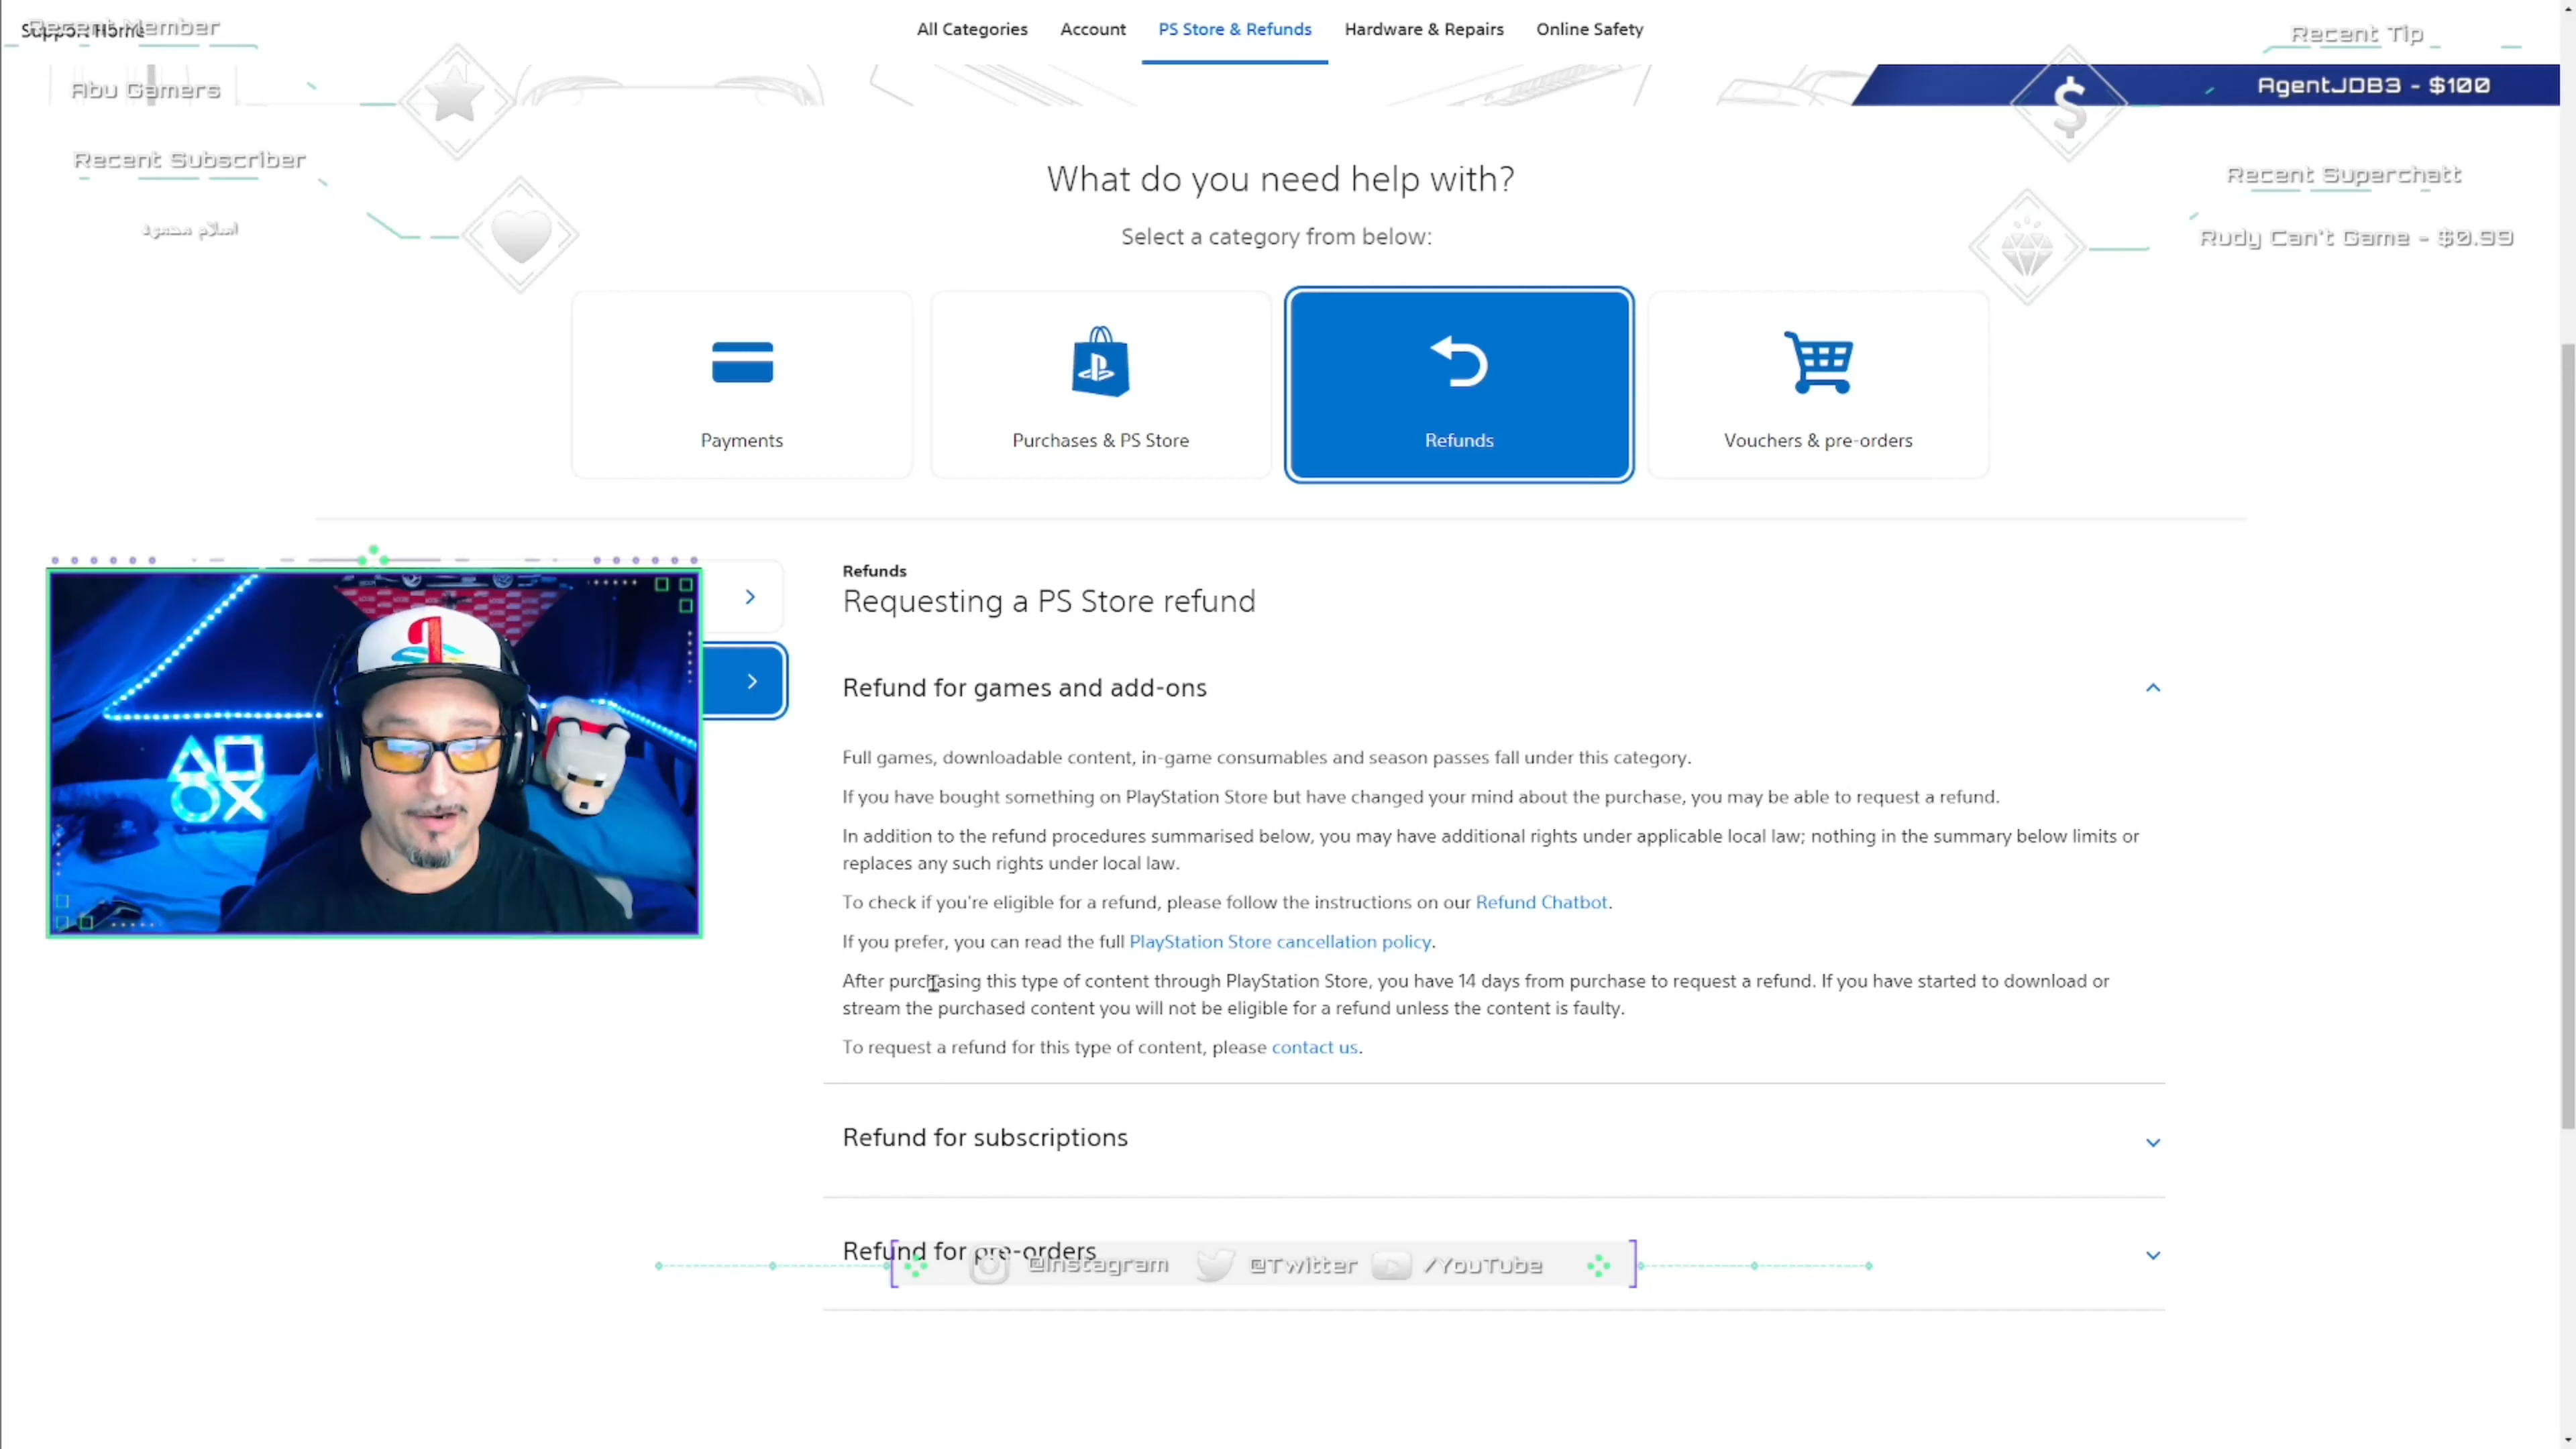 Support Home
Recent Member
All Categories
Account
PS Store & Refunds
Hardware & Repairs
Online Safety
Recent Tip
Abu Gamers
AgentJDB3 - $100
Recent Subscriber
اسلام محمود
Recent Superchatt
Rudy Can't Game - $0.99
What do you need help with?
Select a category from below:
Payments
Purchases & PS Store
Refunds
Vouchers & pre-orders
Refunds
Requesting a PS Store refund
Refund for games and add-ons
Full games, downloadable content, in-game consumables and season passes fall under this category.
If you have bought something on PlayStation Store but have changed your mind about the purchase, you may be able to request a refund.
In addition to the refund procedures summarised below, you may have additional rights under applicable local law; nothing in the summary below limits or
replaces any such rights under local law.
To check if you're eligible for a refund, please follow the instructions on our Refund Chatbot.
If you prefer, you can read the full PlayStation Store cancellation policy.
After purchasing this type of content through PlayStation Store, you have 14 days from purchase to request a refund. If you have started to download or
stream the purchased content you will not be eligible for a refund unless the content is faulty.
To request a refund for this type of content, please contact us.
Refund for subscriptions
Refund for pre-orders
@Instagram
@Twitter
/YouTube